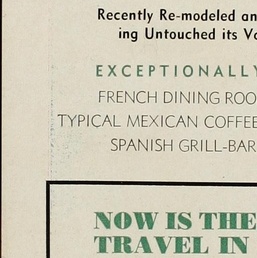 Recently Re-modeled an
ing Untouched its V
EXCEPTIONALLY
FRENCH DINING ROO
TYPICAL MEXICAN COFFEE
SPANISH GRILL-BAR
NOW IS THE
TRAVEL IN